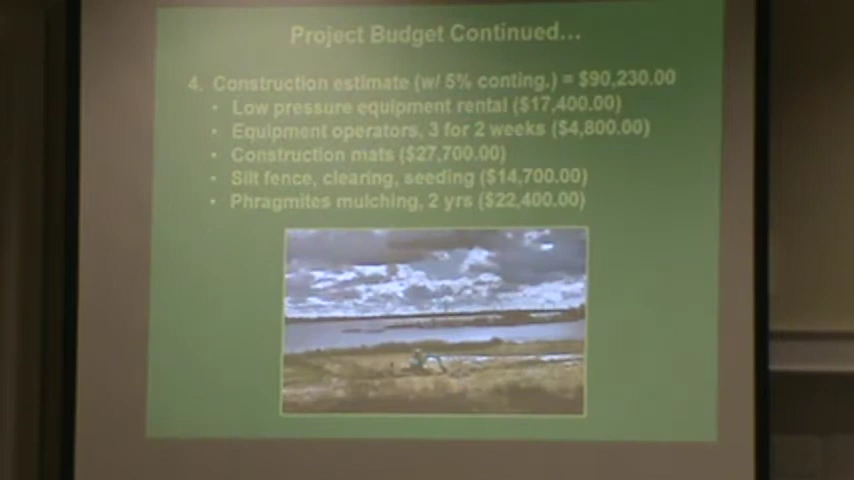 Project Budget Continued...
4. Construction estimate (w/ 5% conting.) = $90,230.00
• Low pressure equipment rental ($17,400.00)
• Equipment operators, 3 for 2 weeks ($4,800.00)
• Construction mats ($27,700.00)
• Silt fence, clearing, seeding ($14,700.00)
• Phragmites mulching, 2 yrs ($22,400.00)